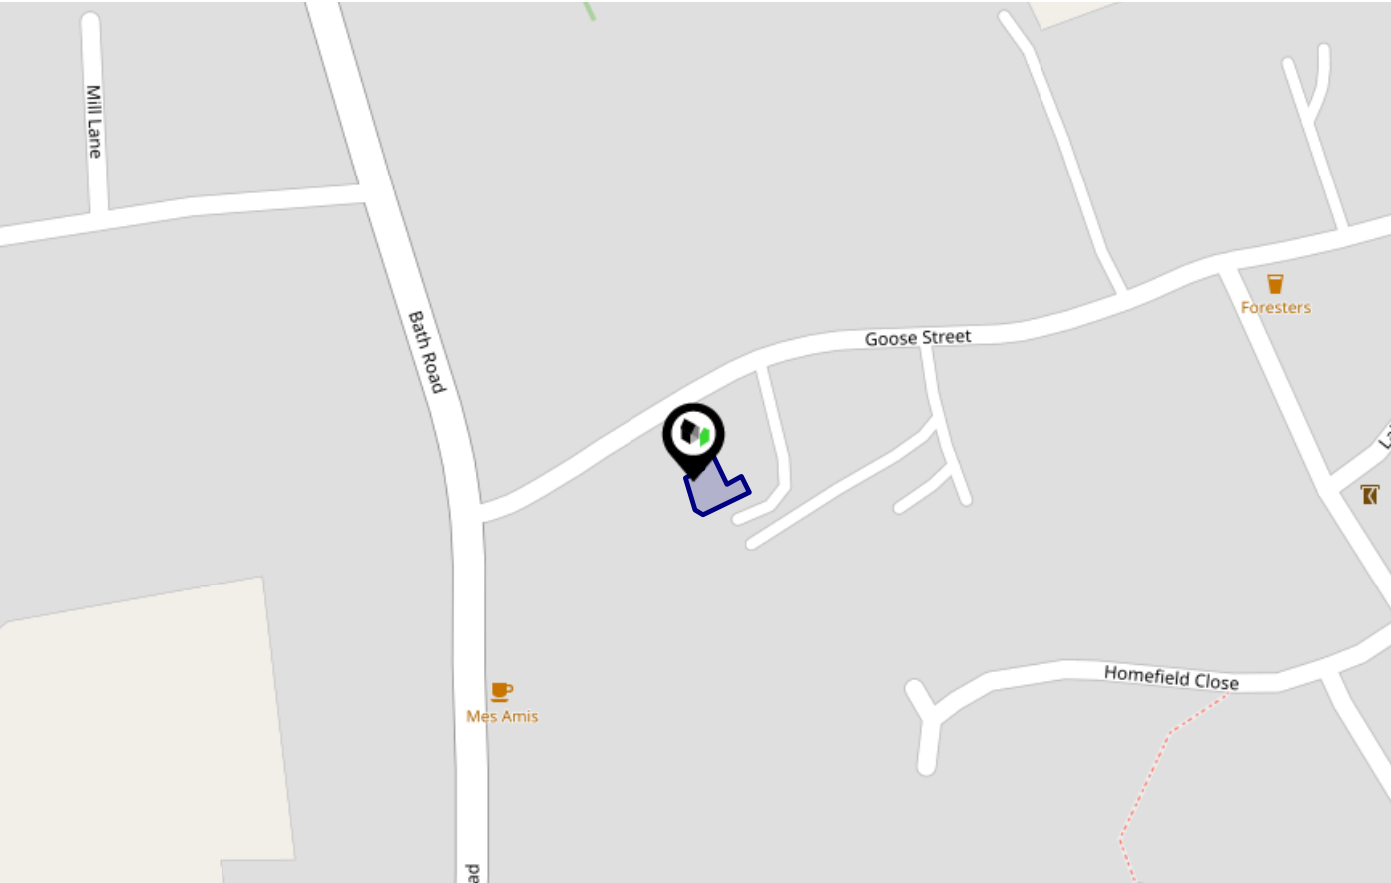 Mill Lane
Bath Road
Goose Street
Foresters
Homefield Close
Mes Amis